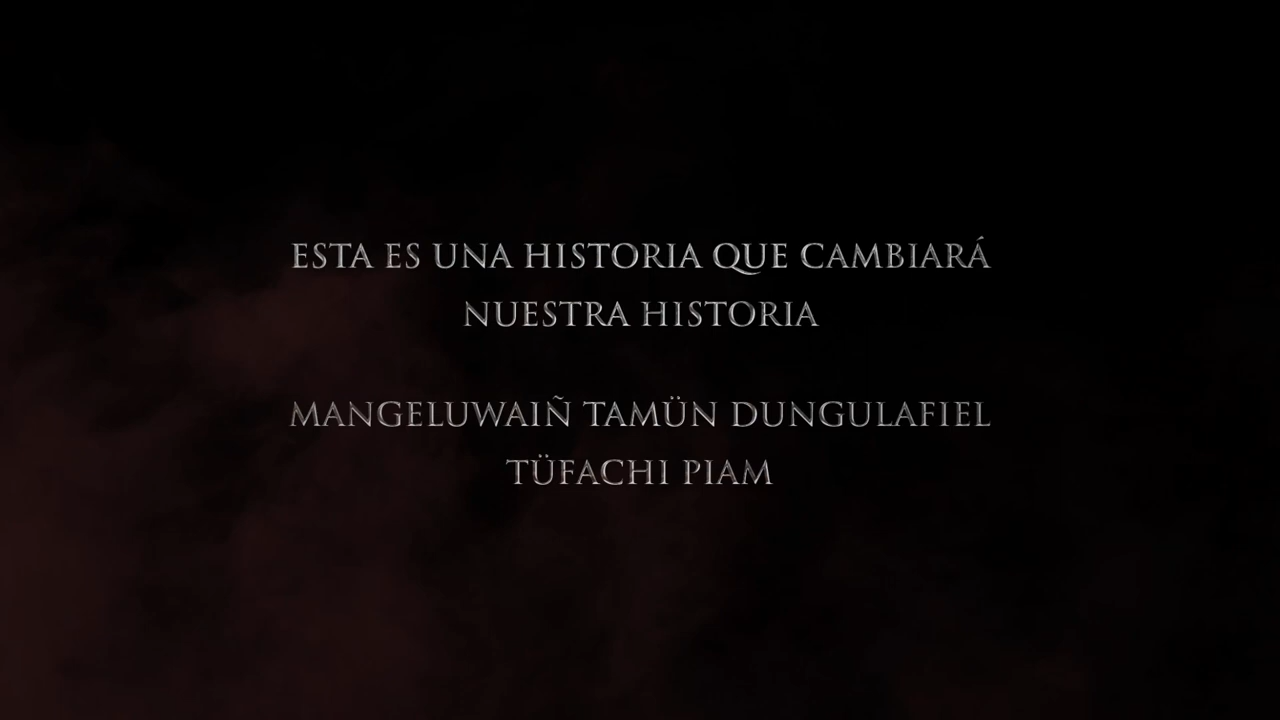 ESTA ES UNA HISTORIA QUE CAMBIARÁ
NUESTRA HISTORIA
MANGELUWAIÑ TAMÜN DUNGULAFIEL
TÜFACHI PIAM